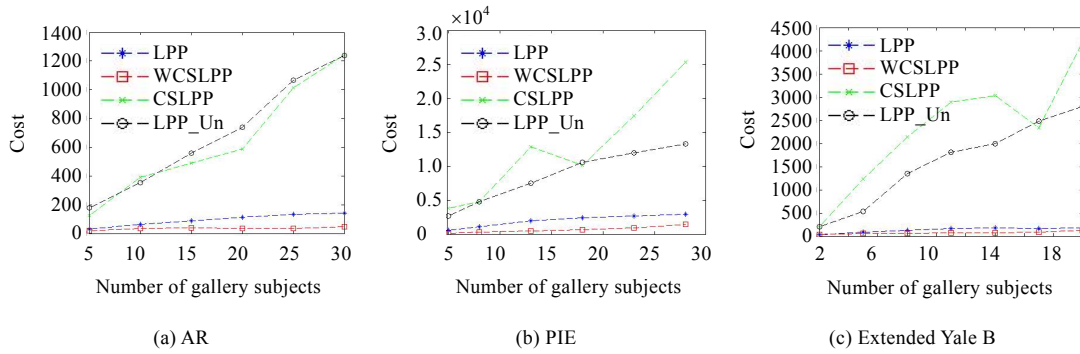 1400
1200
1000
800
600
400
200
0
Cost
LPP
WCSLPP
CSLPP
LPP_Un
5 10 15 20 25 30
Number of gallery subjects
(a) AR
×10⁴
3.0
2.5
2.0
1.5
1.0
0.5
0
Cost
LPP
WCSLPP
CSLPP
LPP_Un
5 10 15 20 25 30
Number of gallery subjects
(b) PIE
4500
4000
3500
3000
2500
2000
1500
1000
500
0
Cost
LPP
WCSLPP
CSLPP
LPP_Un
2 6 10 14 18
Number of gallery subjects
(c) Extended Yale B